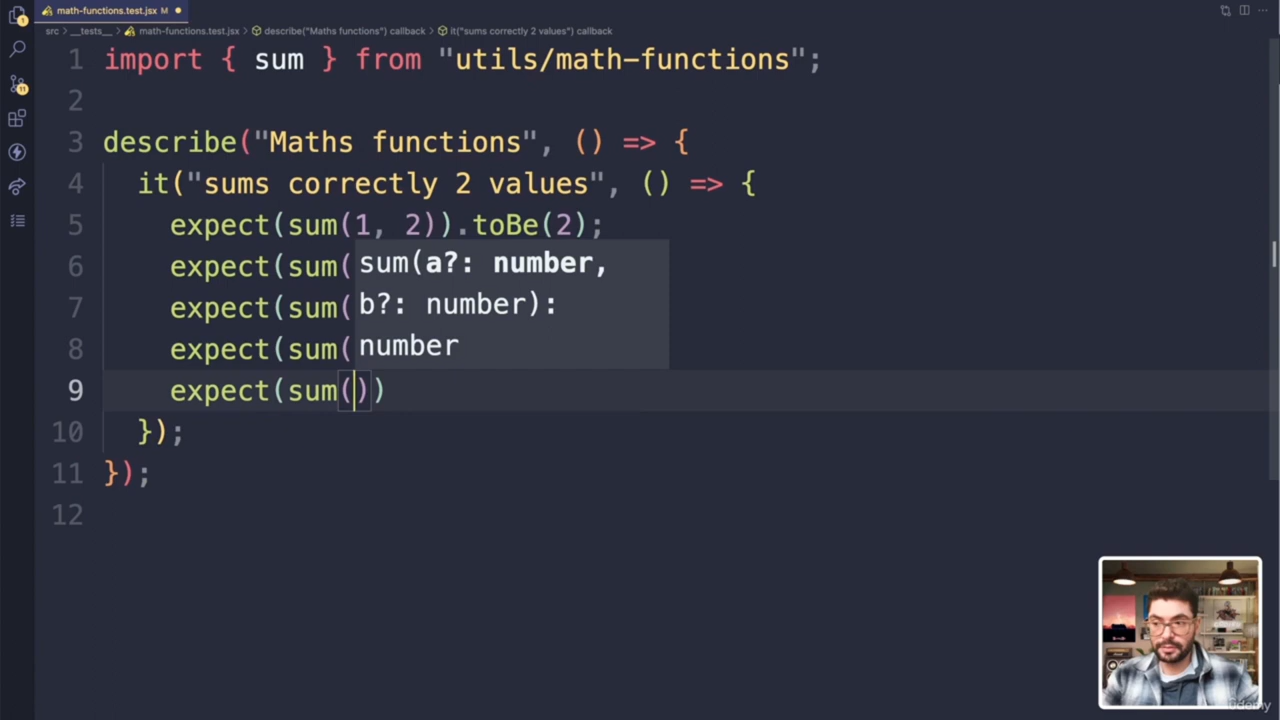 math-functions.test.jsx M
src > __tests__ > math-functions.test.jsx > describe("Maths functions") callback > it("sums correctly 2 values") callback
1 import { sum } from "utils/math-functions";
2
3 describe("Maths functions", () => {
4 it("sums correctly 2 values", () => {
5 expect(sum(1, 2)).toBe(2);
6 expect(sum( sum(a?: number,
7 expect(sum( b?: number):
8 expect(sum( number
9 expect(sum())
10 });
11 });
12
1
11
ûdemy